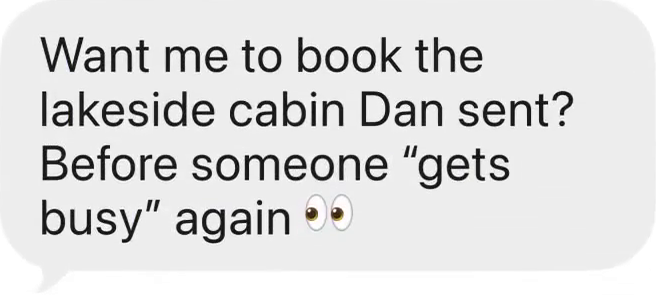 Want me to book the
lakeside cabin Dan sent?
Before someone “gets
busy” again 👀